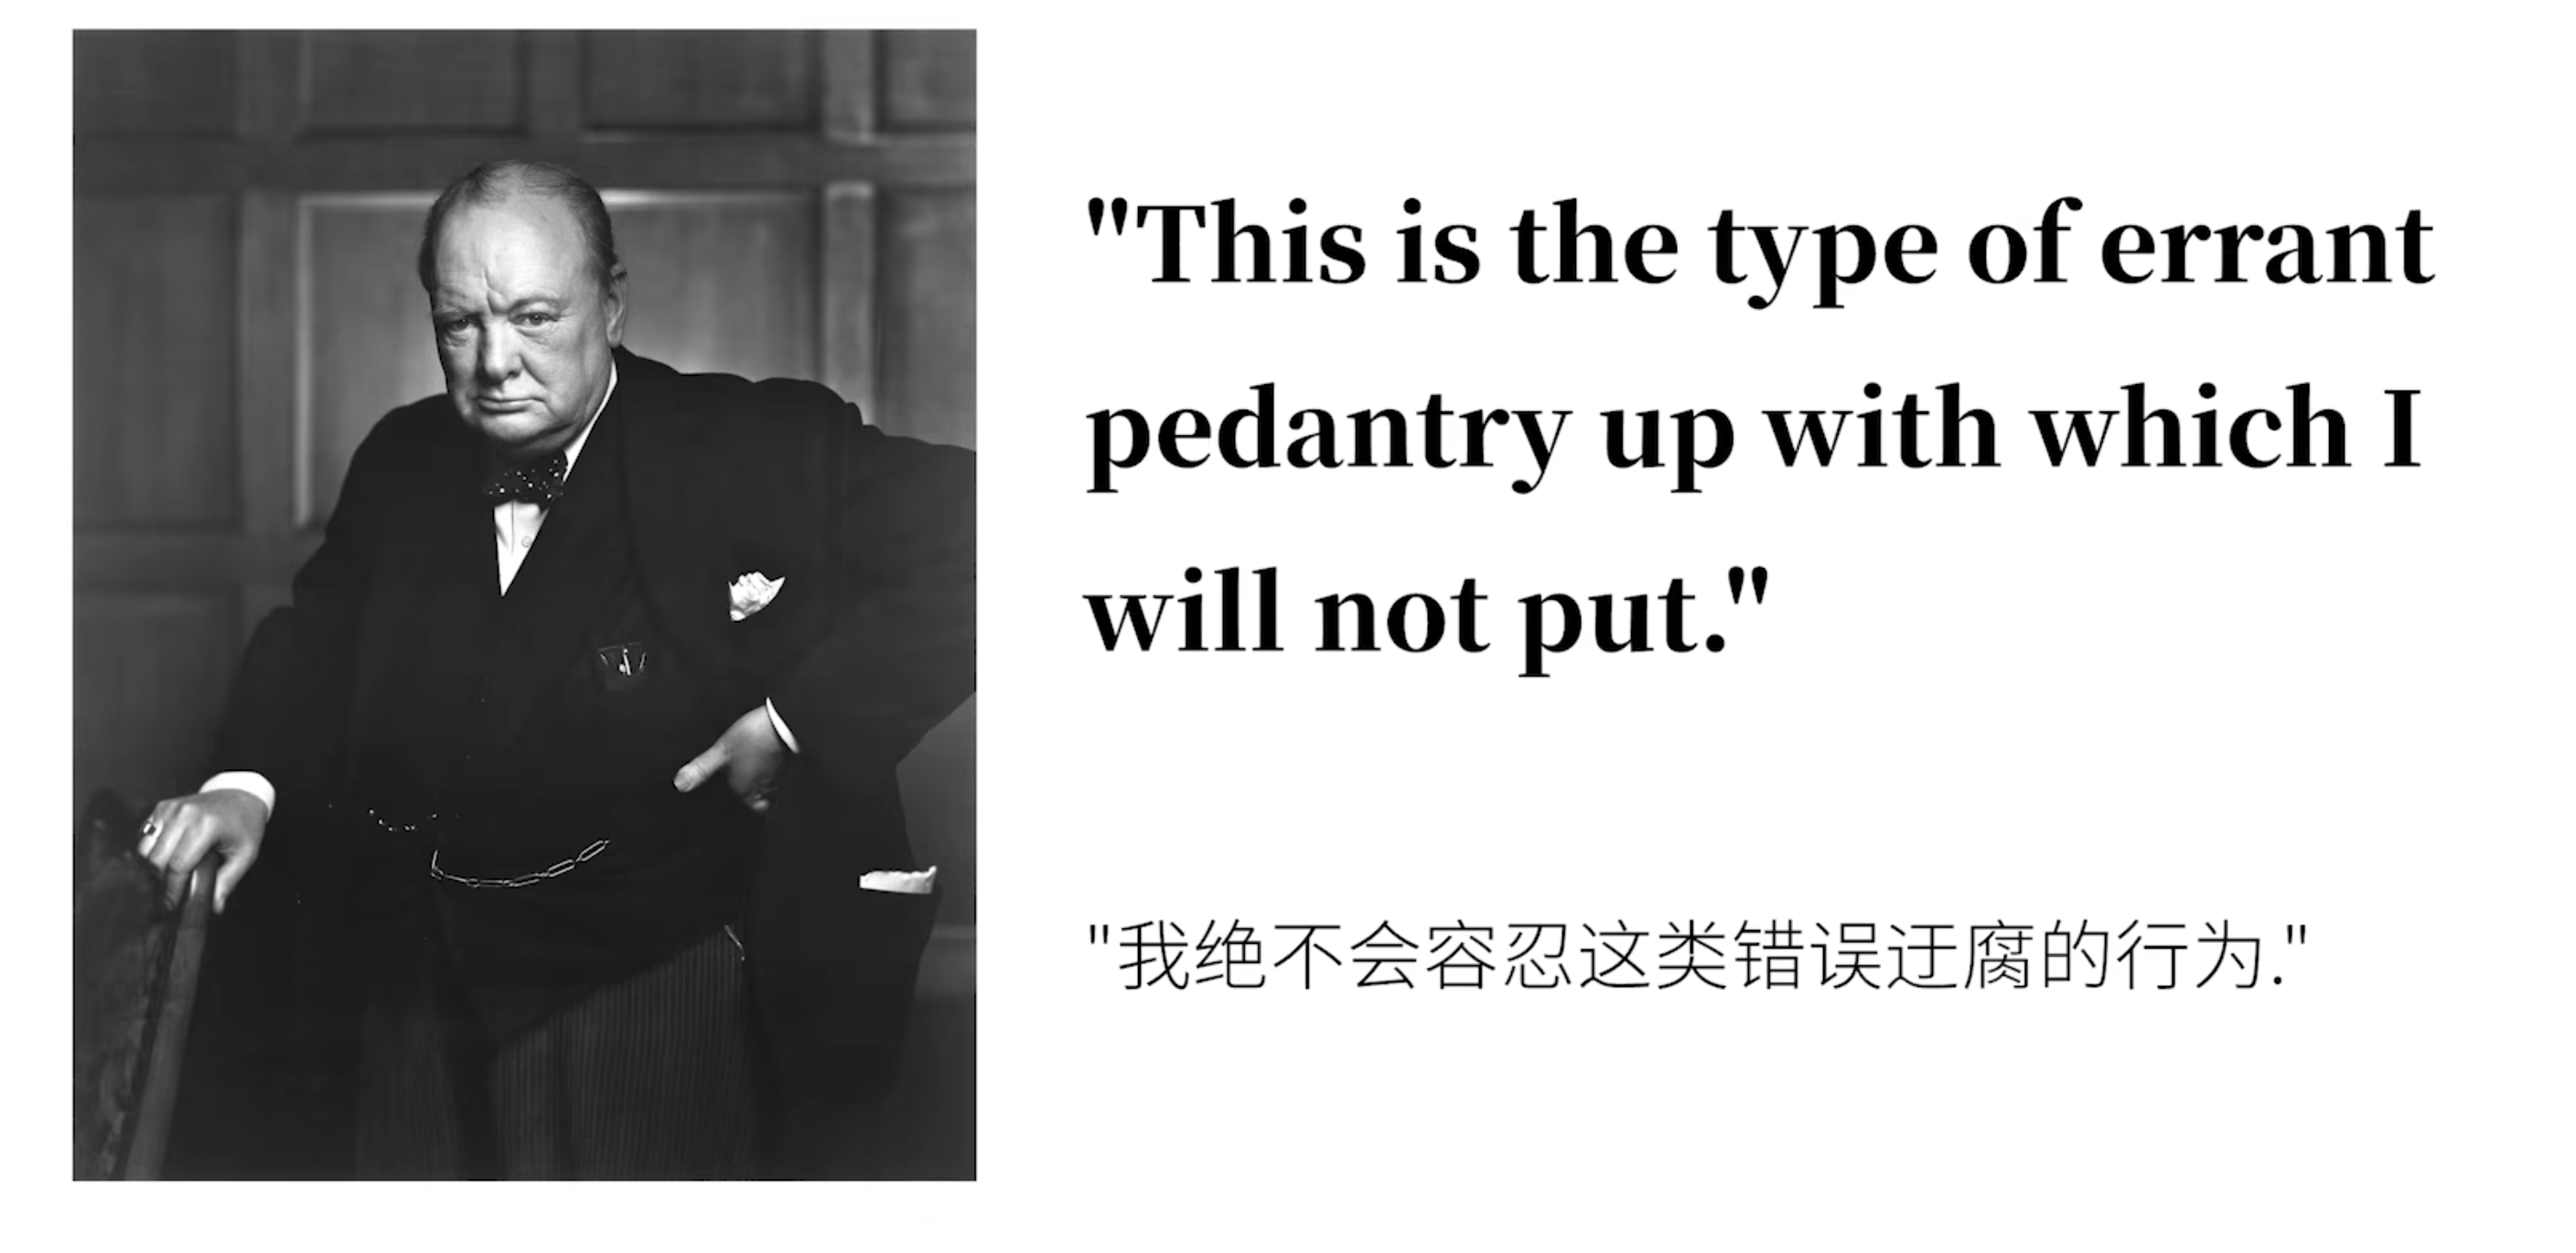 "This is the type of errant
pedantry up with which I
will not put."
"我绝不会容忍这类错误迂腐的行为."